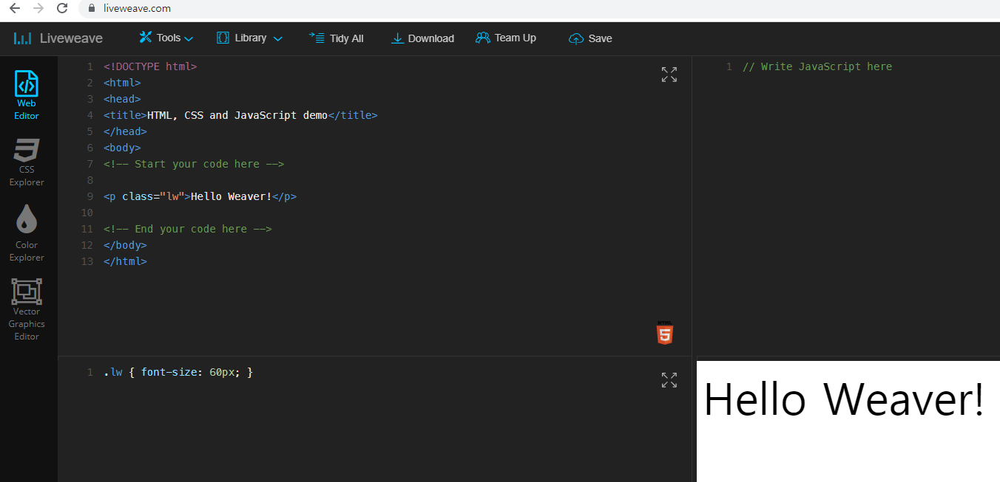 liveweave.com
Liveweave Tools Library Tidy All Download Team Up Save
Web
Editor
CSS
Explorer
Color
Explorer
Vector
Graphics
Editor
1 <!DOCTYPE html>
2 <html>
3 <head>
4 <title>HTML, CSS and JavaScript demo</title>
5 </head>
6 <body>
7 <!-- Start your code here -->
8
9 <p class="lw">Hello Weaver!</p>
10
11 <!-- End your code here -->
12 </body>
13 </html>
HTML
5
1 // Write JavaScript here
1 .lw { font-size: 60px; }
Hello Weaver!